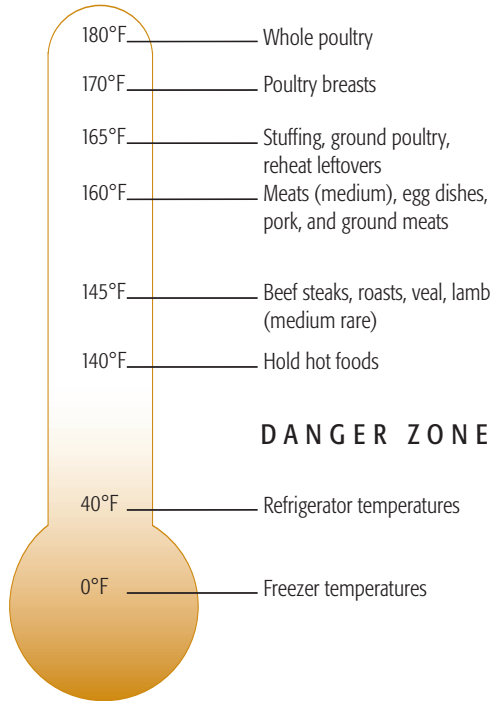 180°F Whole poultry
170°F Poultry breasts
165°F Stuffing, ground poultry,
reheat leftovers
160°F Meats (medium), egg dishes,
pork, and ground meats
145°F Beef steaks, roasts, veal, lamb
(medium rare)
140°F Hold hot foods
DANGER ZONE
40°F Refrigerator temperatures
0°F Freezer temperatures